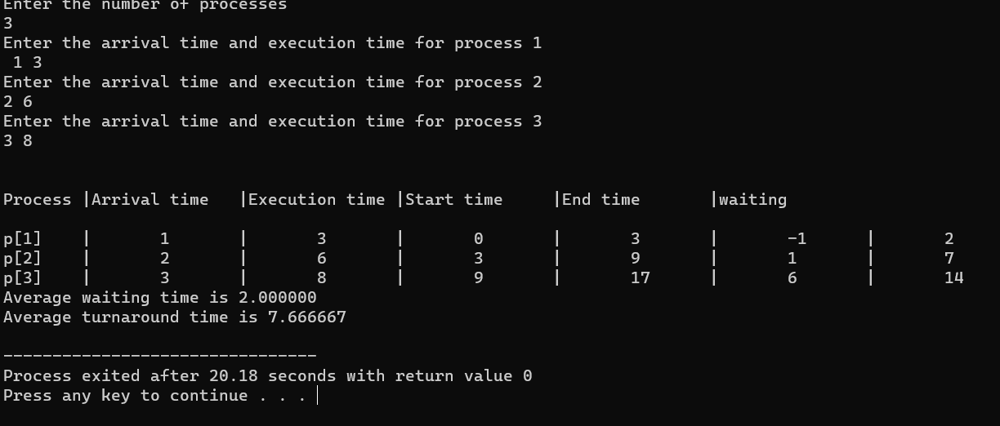 Enter the number of processes
3
Enter the arrival time and execution time for process 1
 1 3
Enter the arrival time and execution time for process 2
2 6
Enter the arrival time and execution time for process 3
3 8
Process |Arrival time   |Execution time |Start time     |End time       |waiting
p[1]    |       1       |       3       |       0       |       3       |       -1      |       2
p[2]    |       2       |       6       |       3       |       9       |       1       |       7
p[3]    |       3       |       8       |       9       |       17      |       6       |       14
Average waiting time is 2.000000
Average turnaround time is 7.666667
--------------------------------
Process exited after 20.18 seconds with return value 0
Press any key to continue . . .